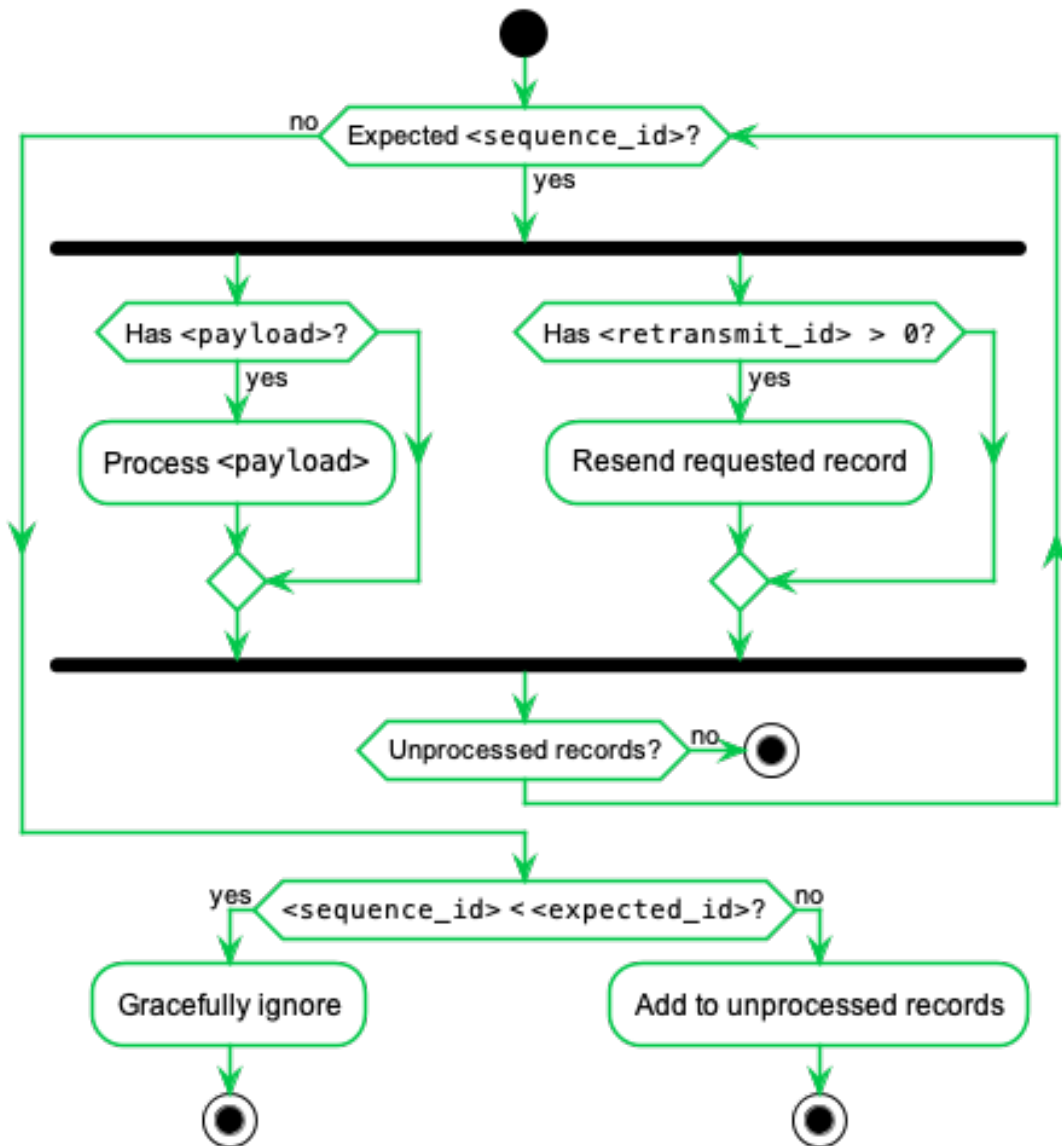 no
Expected <sequence_id>?
yes
Has <payload>?
Has <retransmit_id> > 0?
yes
yes
Process <payload>
Resend requested record
Unprocessed records?
no
yes
<sequence_id> < <expected_id>?
no
Gracefully ignore
Add to unprocessed records